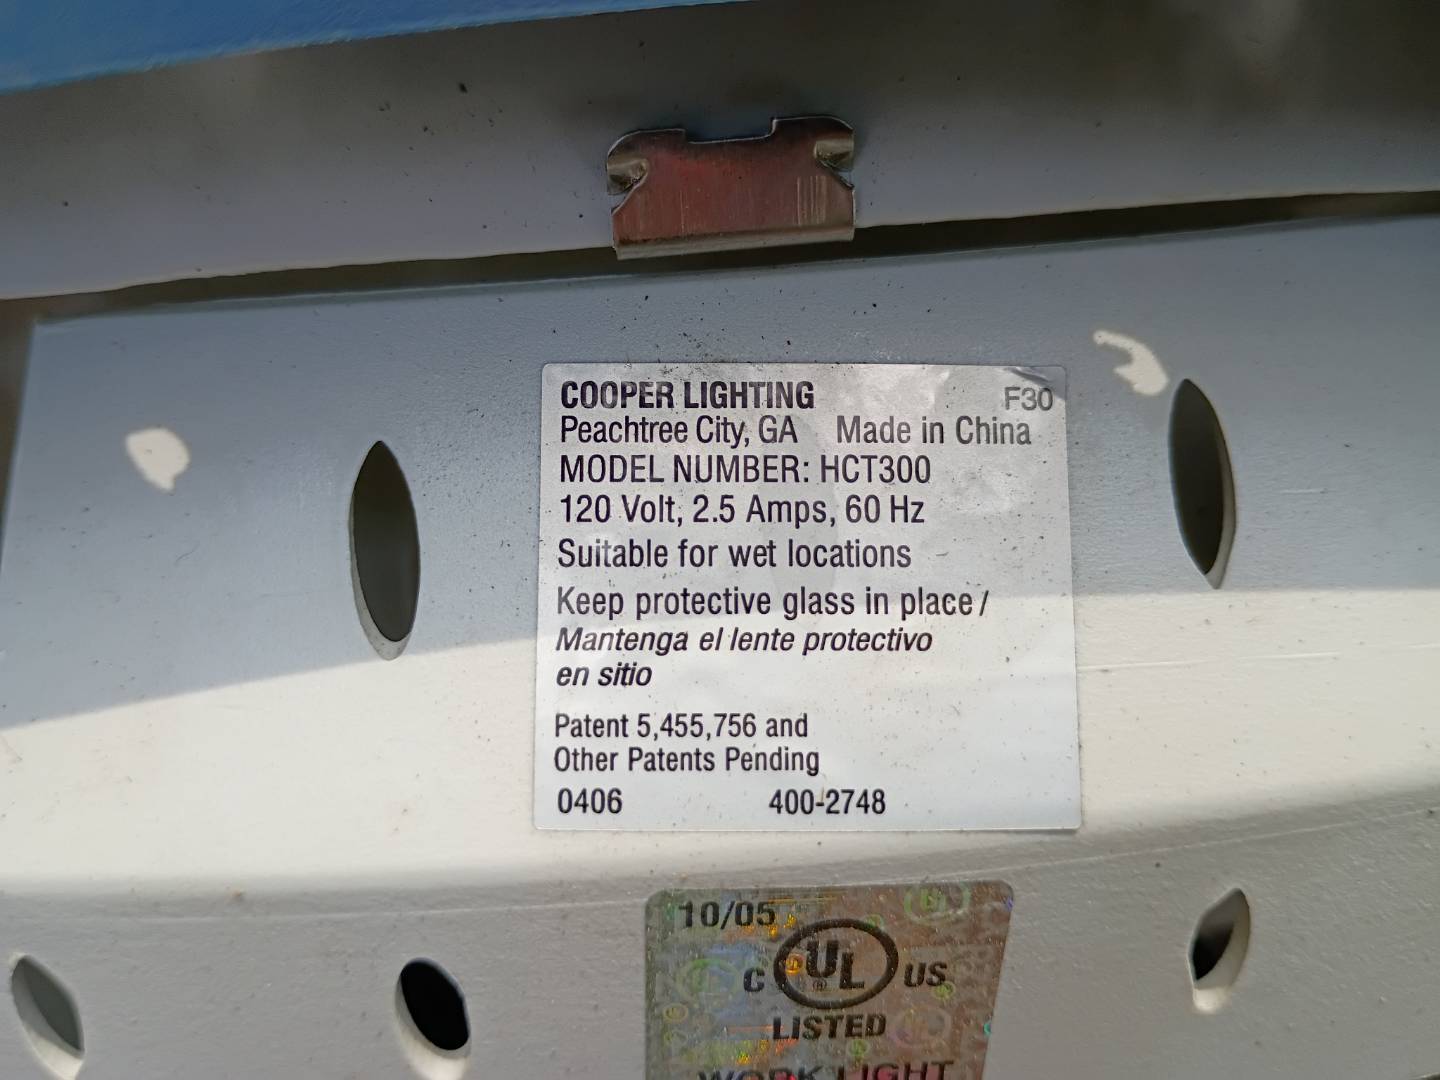 COOPER LIGHTING F30
Peachtree City, GA Made in China
MODEL NUMBER: HCT300
120 Volt, 2.5 Amps, 60 Hz
Suitable for wet locations
Keep protective glass in place /
Mantenga el lente protectivo
en sitio
Patent 5,455,756 and
Other Patents Pending
0406 400-2748
10/05
C UL ® US
LISTED
WORK LIGHT